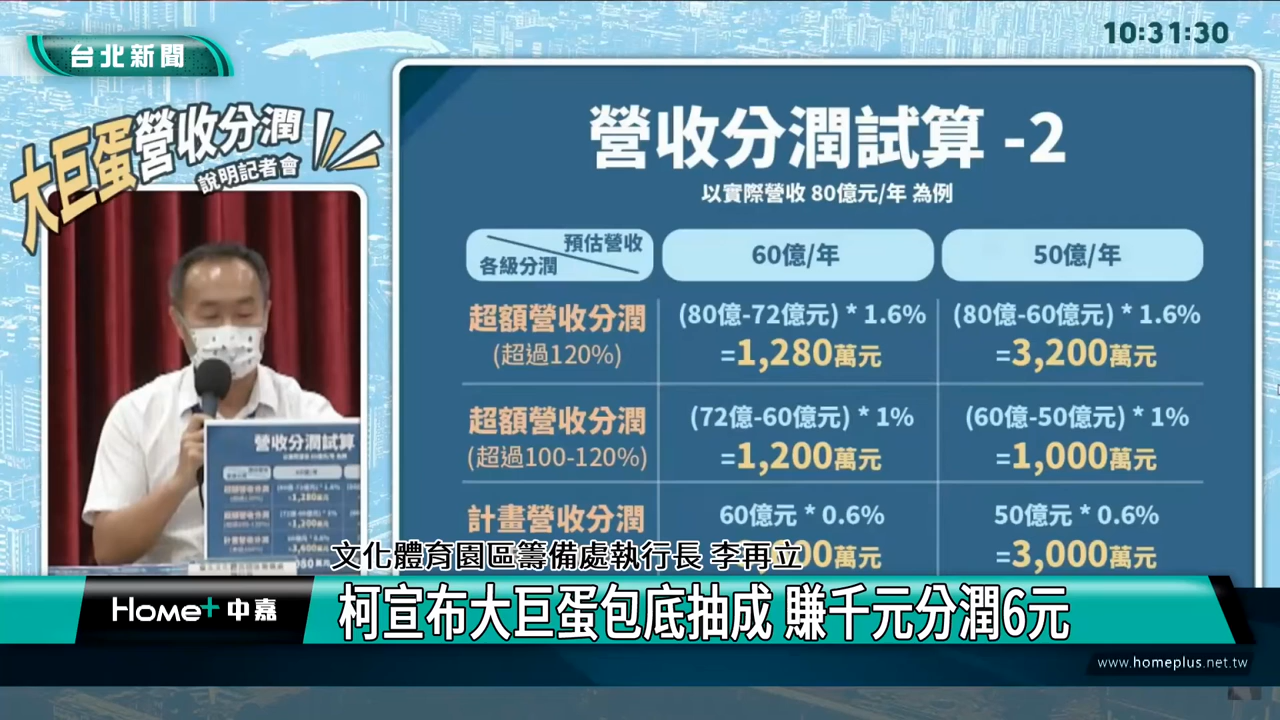 台北新聞
10:31:30
大巨蛋營收分潤
說明記者會
營收分潤試算 -2
以實際營收 80億元/年 為例
預估營收
各級分潤
60億/年
50億/年
超額營收分潤
(超過120%)
(80億-72億元) * 1.6%
=1,280萬元
(80億-60億元) * 1.6%
=3,200萬元
超額營收分潤
(超過100-120%)
(72億-60億元) * 1%
=1,200萬元
(60億-50億元) * 1%
=1,000萬元
計畫營收分潤
60億元 * 0.6%
50億元 * 0.6%
=3,000萬元
營收分潤試算
文化體育園區籌備處執行長 李再立
Home+ 中嘉
柯宣布大巨蛋包底抽成 賺千元分潤6元
www.homeplus.net.tw